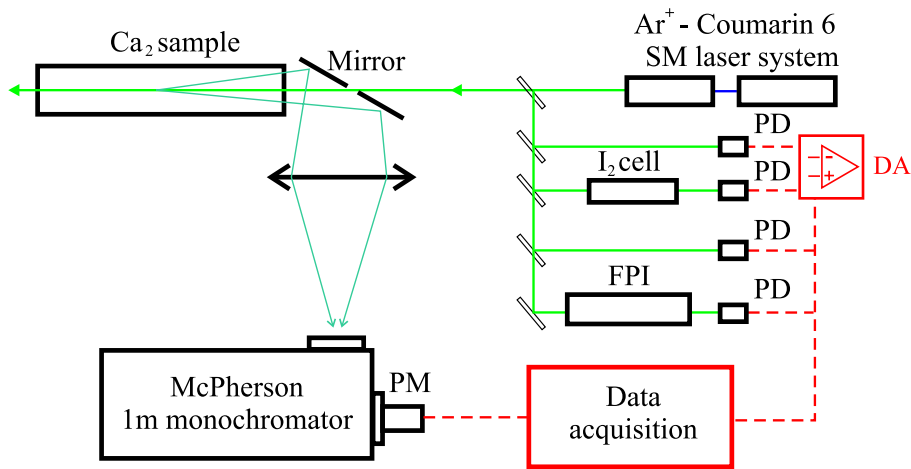 Ar⁺ - Coumarin 6
SM laser system
Ca₂ sample
Mirror
PD
I₂ cell
PD
DA
PD
FPI
PD
McPherson
1m monochromator
PM
Data
acquisition